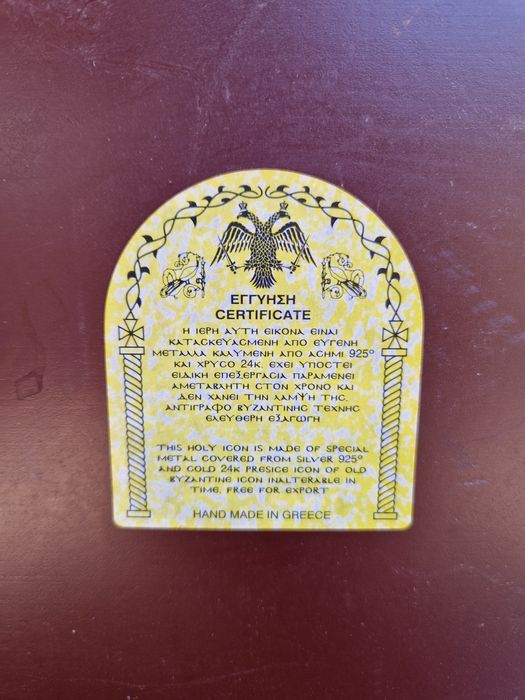 ΕΓΓΥΗΣΗ
CERTIFICATE
Η ΙΕΡΗ ΑΥΤΗ ΕΙΚΟΝΑ ΕΙΝΑΙ
ΚΑΤΑΣΚΕΥΑΣΜΕΝΗ ΑΠΟ ΕΥΓΕΝΗ
ΜΕΤΑΛΛΑ ΚΑΛΥΜΕΝΗ ΑΠΟ ΑΣΗΜΙ 925°
ΚΑΙ ΧΡΥΣΟ 24Κ. ΕΧΕΙ ΥΠΟΣΤΕΙ
ΕΙΔΙΚΗ ΕΠΕΞΕΡΓΑΣΙΑ ΠΑΡΑΜΕΝΕΙ
ΑΜΕΤΑΒΛΗΤΗ ΣΤΟΝ ΧΡΟΝΟ ΚΑΙ
ΔΕΝ ΧΑΝΕΙ ΤΗΝ ΛΑΜΨΗ ΤΗΣ.
ΑΝΤΙΓΡΑΦΟ ΒΥΖΑΝΤΙΝΗΣ ΤΕΧΝΗΣ
ΕΛΕΥΘΕΡΗ ΕΞΑΓΩΓΗ
THIS HOLY ICON IS MADE OF SPECIAL
METAL COVERED FROM SILVER 925°
AND GOLD 24K PRESICE ICON OF OLD
BYZANTINE ICON INALTERABLE IN
TIME, FREE FOR EXPORT
HAND MADE IN GREECE